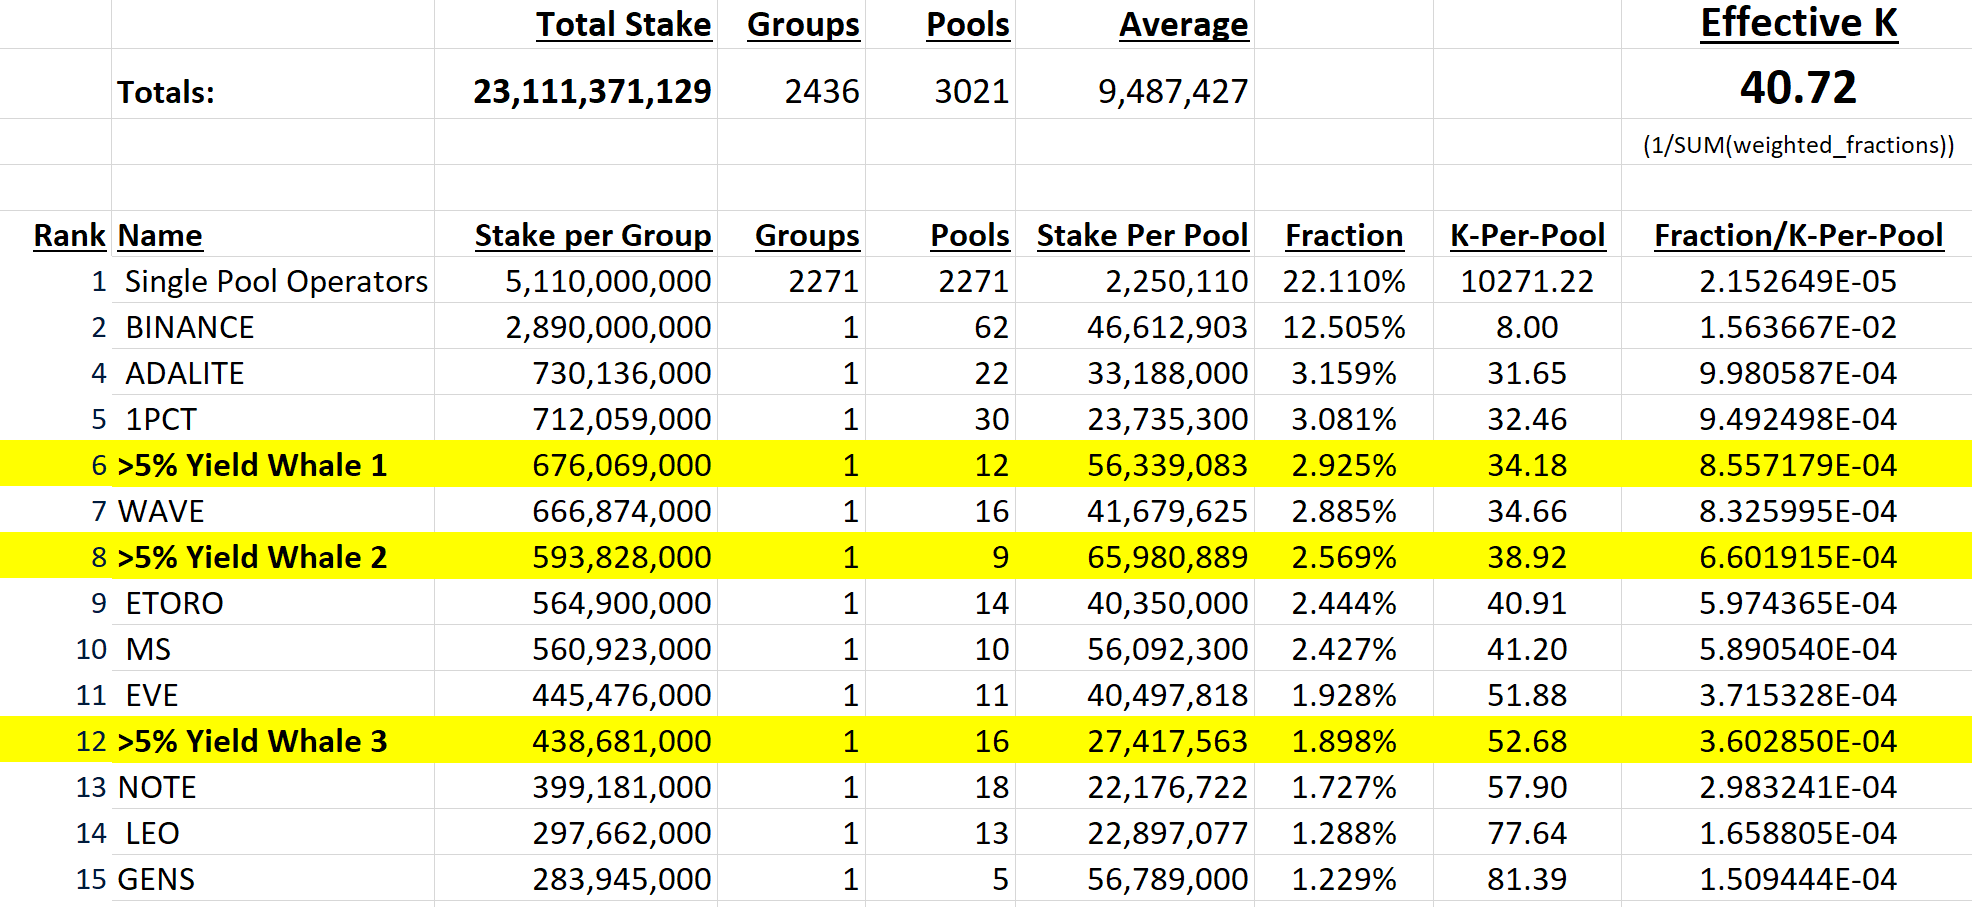 Total Stake Groups Pools Average Effective K
Totals: 23,111,371,129 2436 3021 9,487,427 40.72
(1/SUM(weighted_fractions))
Rank Name Stake per Group Groups Pools Stake Per Pool Fraction K-Per-Pool Fraction/K-Per-Pool
1 Single Pool Operators 5,110,000,000 2271 2271 2,250,110 22.110% 10271.22 2.152649E-05
2 BINANCE 2,890,000,000 1 62 46,612,903 12.505% 8.00 1.563667E-02
4 ADALITE 730,136,000 1 22 33,188,000 3.159% 31.65 9.980587E-04
5 1PCT 712,059,000 1 30 23,735,300 3.081% 32.46 9.492498E-04
6 >5% Yield Whale 1 676,069,000 1 12 56,339,083 2.925% 34.18 8.557179E-04
7 WAVE 666,874,000 1 16 41,679,625 2.885% 34.66 8.325995E-04
8 >5% Yield Whale 2 593,828,000 1 9 65,980,889 2.569% 38.92 6.601915E-04
9 ETORO 564,900,000 1 14 40,350,000 2.444% 40.91 5.974365E-04
10 MS 560,923,000 1 10 56,092,300 2.427% 41.20 5.890540E-04
11 EVE 445,476,000 1 11 40,497,818 1.928% 51.88 3.715328E-04
12 >5% Yield Whale 3 438,681,000 1 16 27,417,563 1.898% 52.68 3.602850E-04
13 NOTE 399,181,000 1 18 22,176,722 1.727% 57.90 2.983241E-04
14 LEO 297,662,000 1 13 22,897,077 1.288% 77.64 1.658805E-04
15 GENS 283,945,000 1 5 56,789,000 1.229% 81.39 1.509444E-04